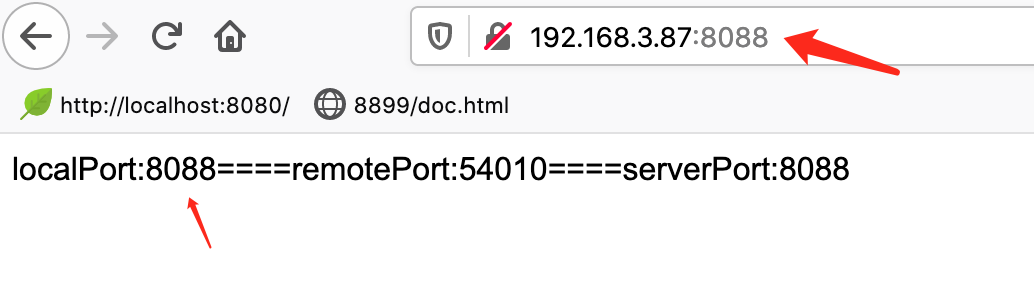 192.168.3.87:8088
http://localhost:8080/ 8899/doc.html
localPort:8088====remotePort:54010====serverPort:8088